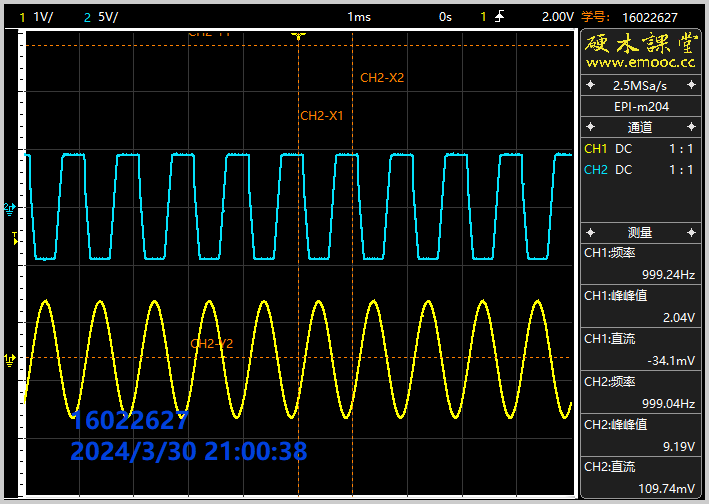 1 1V/ 2 5V/ 1ms 0s 1 2.00V 学号: 16022627
硬木課堂
www.emooc.cc
2.5MSa/s
EPI-m204
通道
CH1 DC 1 : 1
CH2 DC 1 : 1
测量
CH1:频率
999.24Hz
CH1:峰峰值
2.04V
CH1:直流
-34.1mV
CH2:频率
999.04Hz
CH2:峰峰值
9.19V
CH2:直流
109.74mV
CH2-Y1
CH2-X2
CH2-X1
2
T
CH2-Y2
1
16022627
2024/3/30 21:00:38